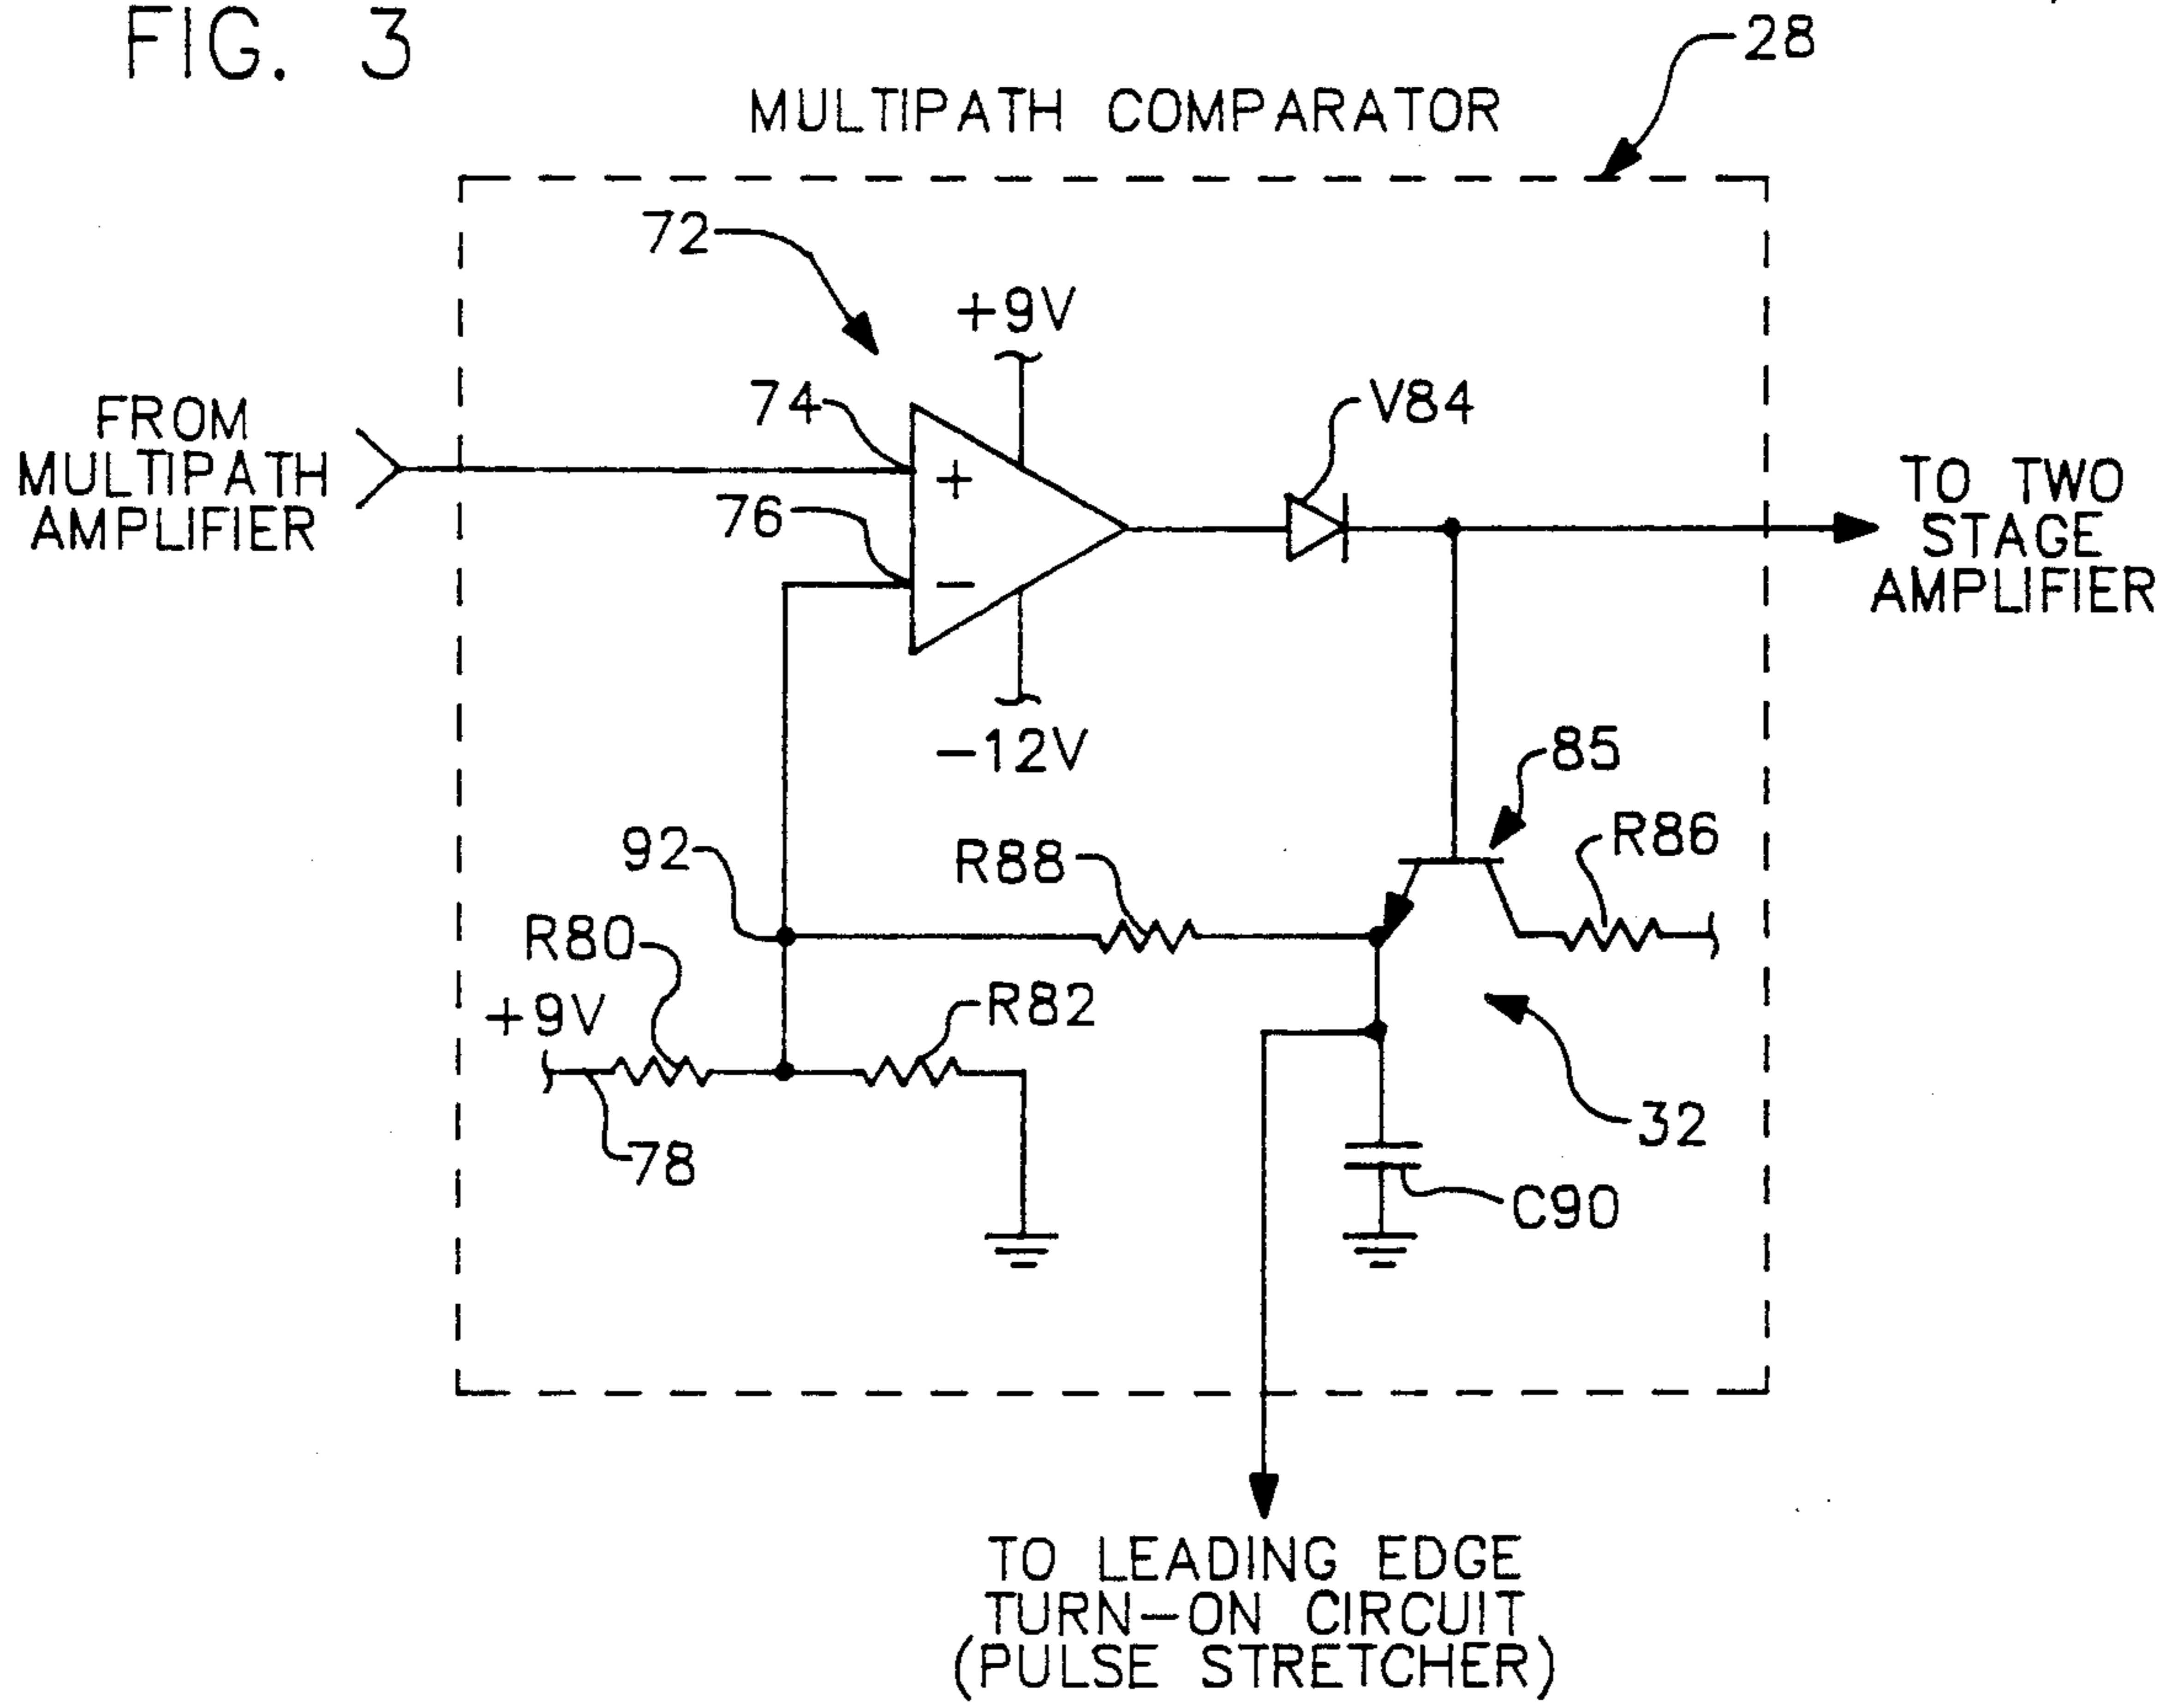 FIG. 3
28
MULTIPATH COMPARATOR
72
+9V
74
V84
FROM
MULTIPATH
AMPLIFIER
+
76
TO TWO
STAGE
AMPLIFIER
−
-12V
85
R86
92
R88
R80
R82
+9V
32
78
C90
TO LEADING EDGE
TURN-ON CIRCUIT
(PULSE STRETCHER)